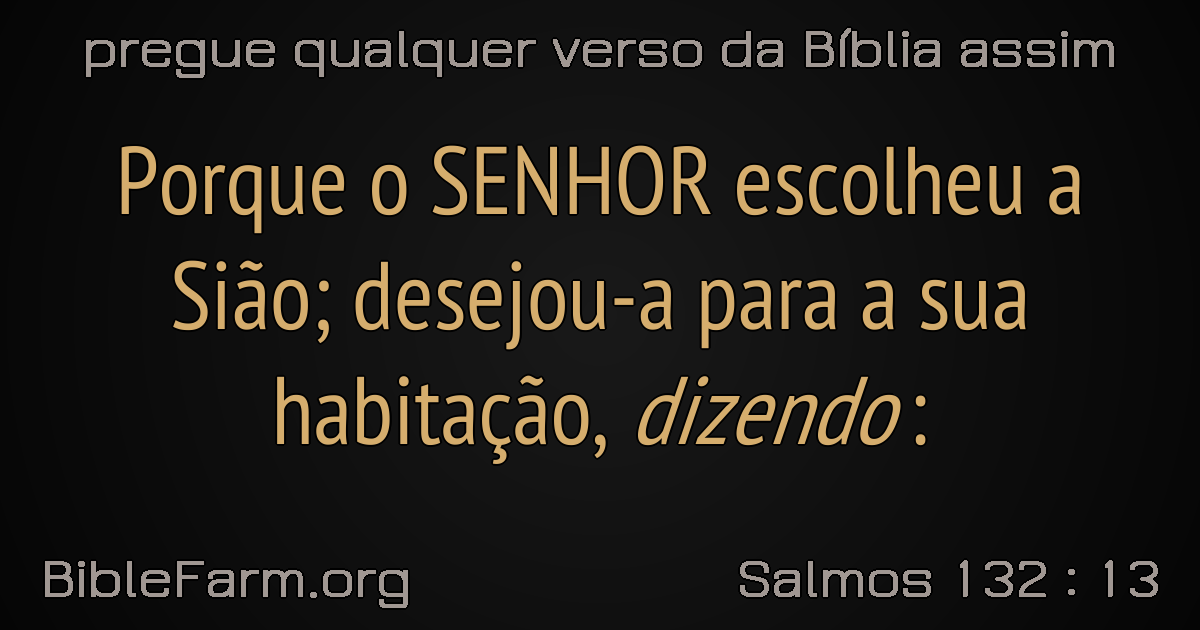 pregue qualquer verso da Bíblia assim
Porque o SENHOR escolheu a
Sião; desejou-a para a sua
habitação, dizendo :
BibleFarm.org
Salmos 132 : 13